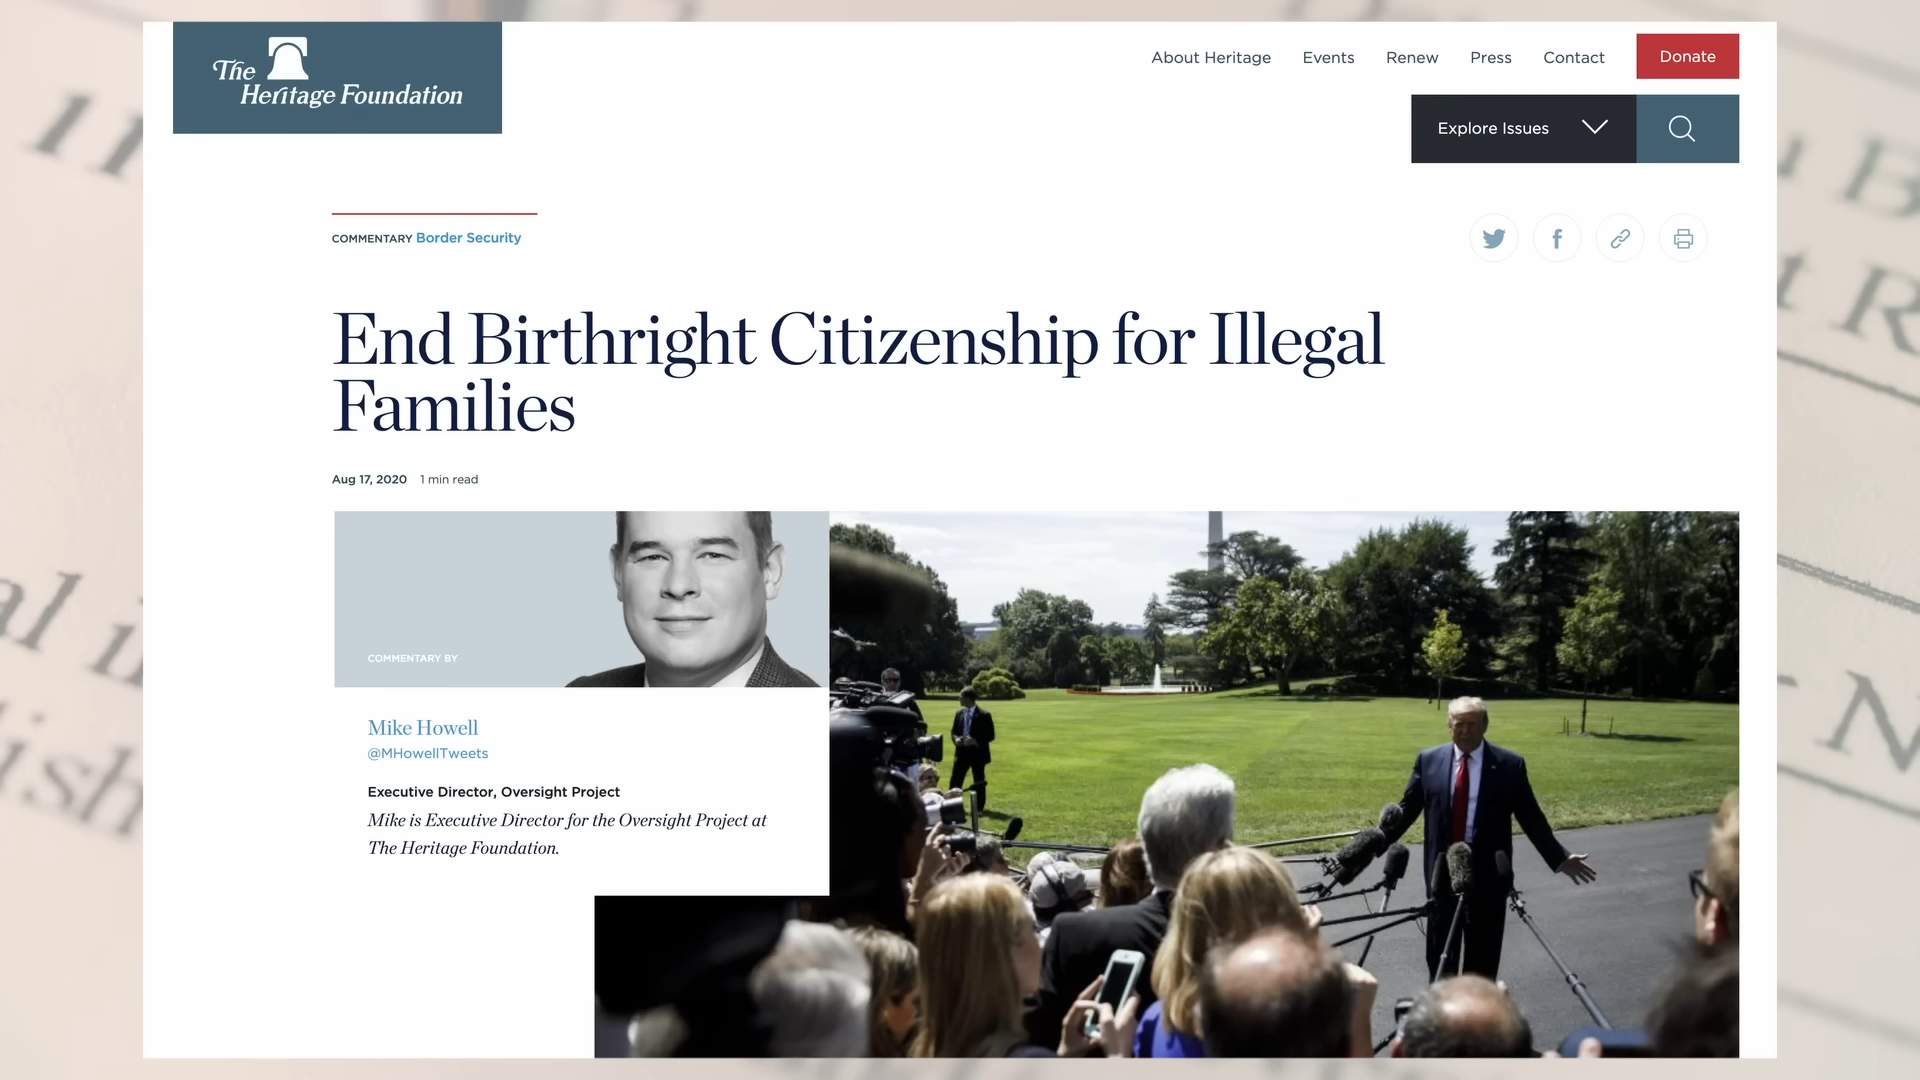 The
Heritage Foundation
About Heritage
Events
Renew
Press
Contact
Donate
Explore Issues
COMMENTARY Border Security
End Birthright Citizenship for Illegal
Families
Aug 17, 2020 1 min read
COMMENTARY BY
Mike Howell
@MHowellTweets
Executive Director, Oversight Project
Mike is Executive Director for the Oversight Project at
The Heritage Foundation.